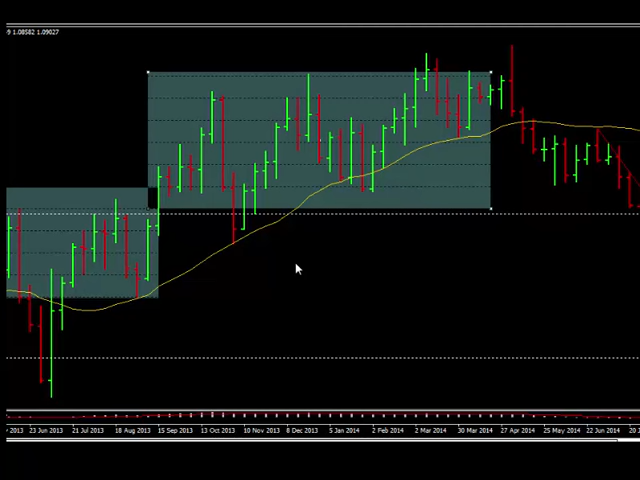 9 1.08582 1.09027
2013 23 Jun 2013 21 Jul 2013 18 Aug 2013 15 Sep 2013 13 Oct 2013 10 Nov 2013 8 Dec 2013 5 Jan 2014 2 Feb 2014 2 Mar 2014 30 Mar 2014 27 Apr 2014 25 May 2014 22 Jun 2014 20